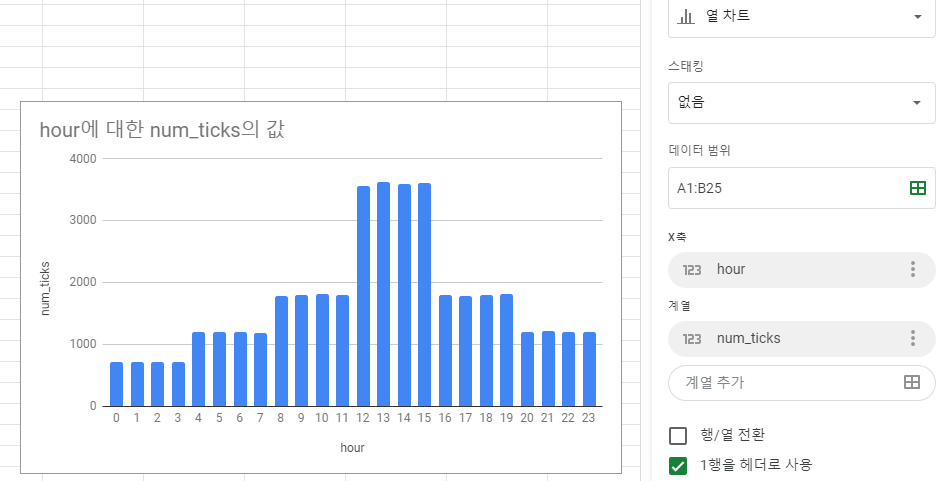 열 차트
스태킹
없음
데이터 범위
A1:B25
X축
123 hour
계열
123 num_ticks
계열 추가
행/열 전환
1행을 헤더로 사용
hour에 대한 num_ticks의 값
4000
3000
2000
1000
0
num_ticks
0 1 2 3 4 5 6 7 8 9 10 11 12 13 14 15 16 17 18 19 20 21 22 23
hour